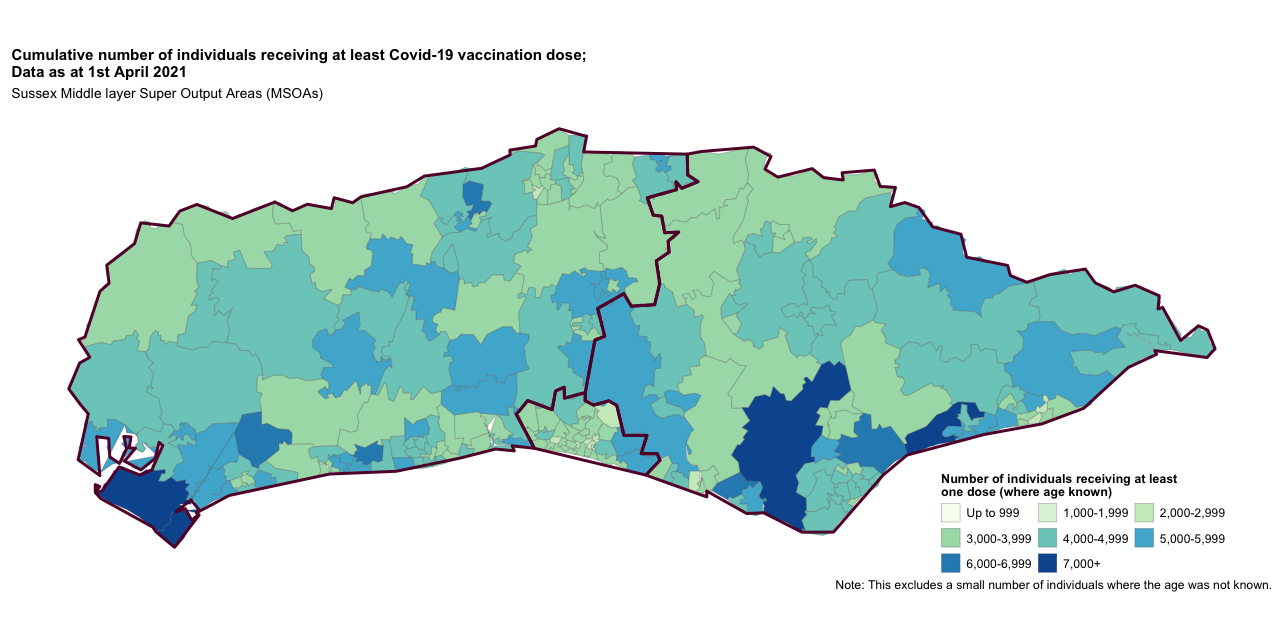 Cumulative number of individuals receiving at least Covid-19 vaccination dose;
Data as at 1st April 2021
Sussex Middle layer Super Output Areas (MSOAs)
Number of individuals receiving at least
one dose (where age known)
Up to 999 1,000-1,999 2,000-2,999
3,000-3,999 4,000-4,999 5,000-5,999
6,000-6,999 7,000+
Note: This excludes a small number of individuals where the age was not known.